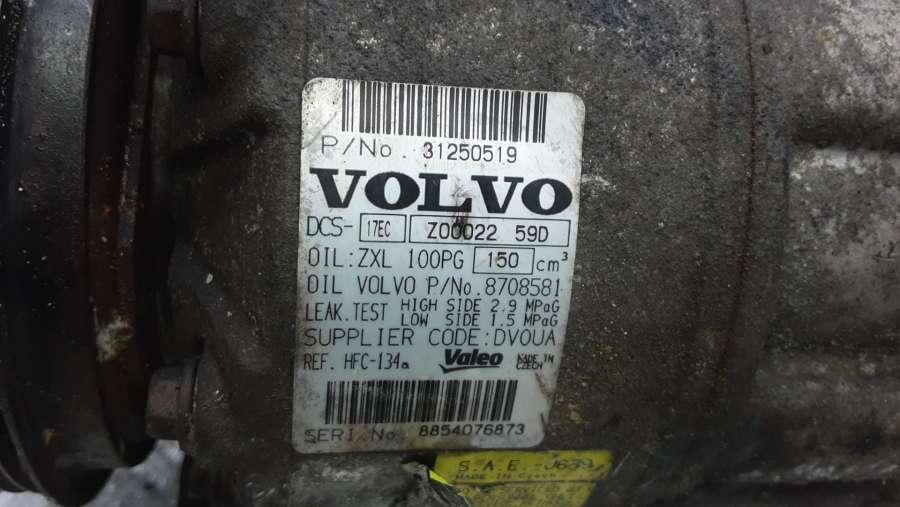 P/No. 31250519
VOLVO
DCS- 17EC Z00022 59D
OIL:ZXL 100PG 150 cm³
OIL VOLVO P/No.8708581
LEAK.TEST HIGH SIDE 2.9 MPaG
LOW SIDE 1.5 MPaG
SUPPLIER CODE:DVOUA
REF. HFC-134a Valeo MADE IN CZECH
SERI.No. 8854076873
S.A.E.-J639
MADE IN Czech